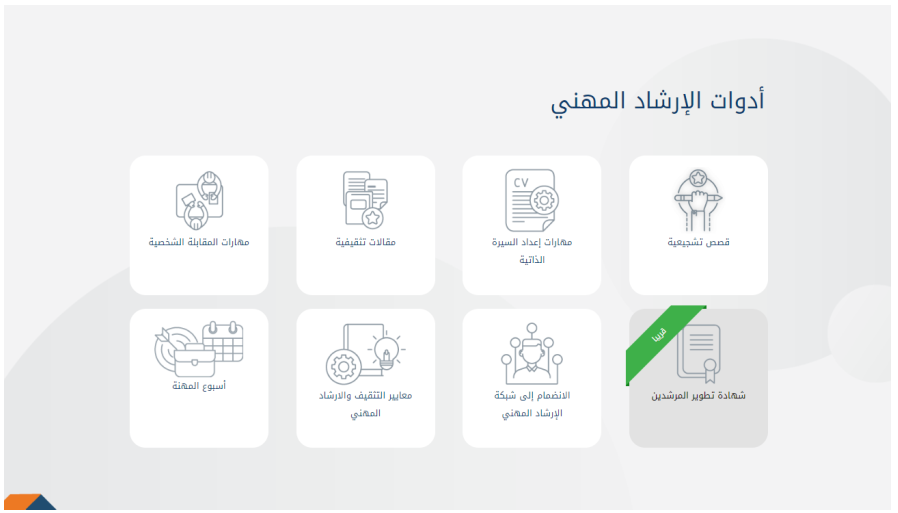 أدوات الإرشاد المهني
قصص تشجيعية
CV
مهارات إعداد السيرة
الذاتية
مقالات تثقيفية
مهارات المقابلة الشخصية
قريبا
شهادة تطوير المرشدين
الانضمام إلى شبكة
الإرشاد المهني
معايير التثقيف والارشاد
المهني
أسبوع المهنة